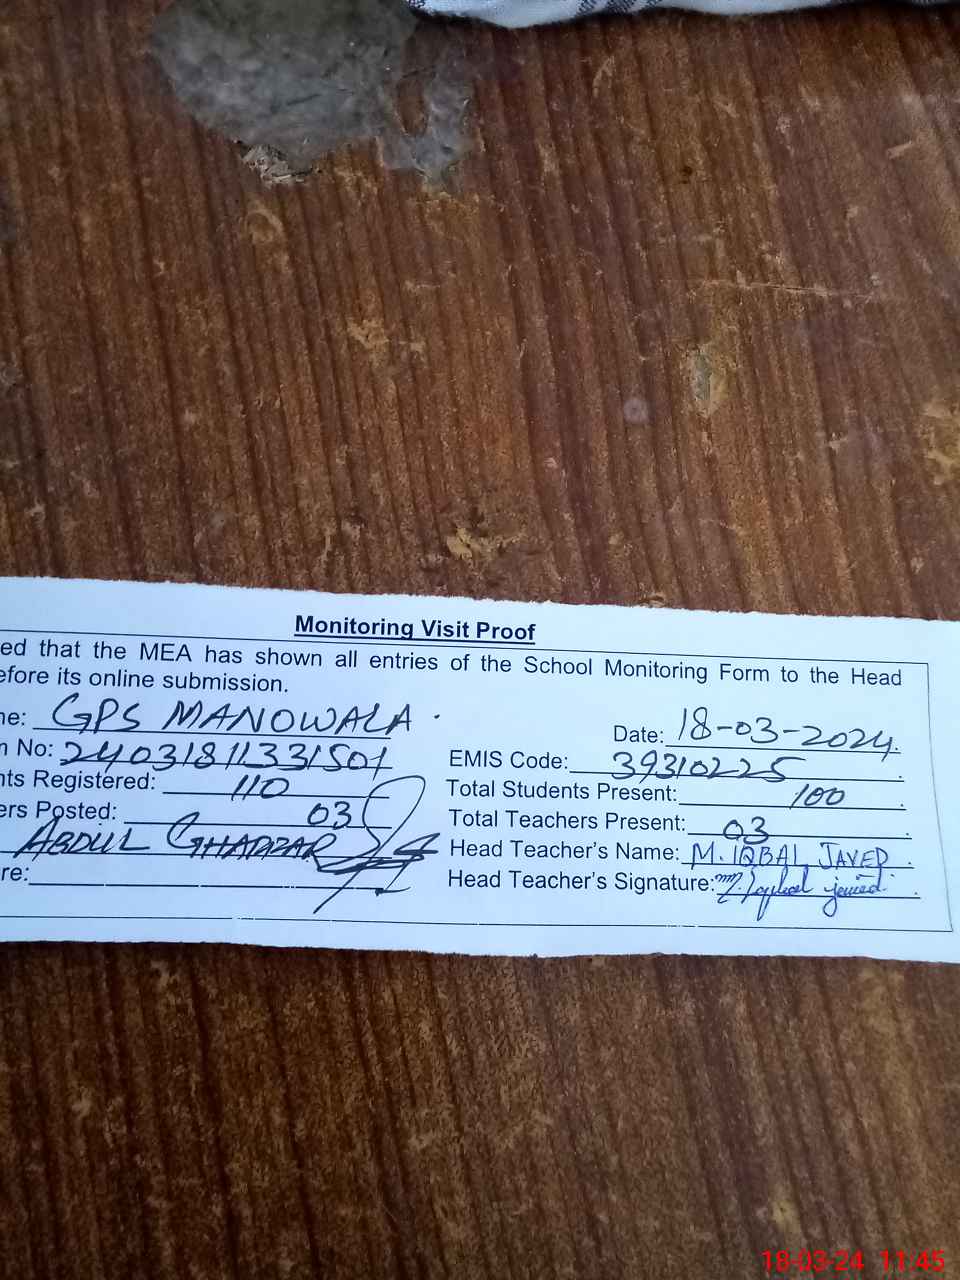 Monitoring Visit Proof
ed that the MEA has shown all entries of the School Monitoring Form to the Head
efore its online submission.
ne: GPS MANOWALA.
Date: 18-03-2024.
n No: 24031811331501
EMIS Code: 39310225
nts Registered: 110
Total Students Present: 100
ers Posted: 03
Total Teachers Present: 03
ABDUL GHAFFAR
Head Teacher's Name: M. IQBAL JAVED.
re:
Head Teacher's Signature: M. Iqbal javed.
18-03-24 11:45